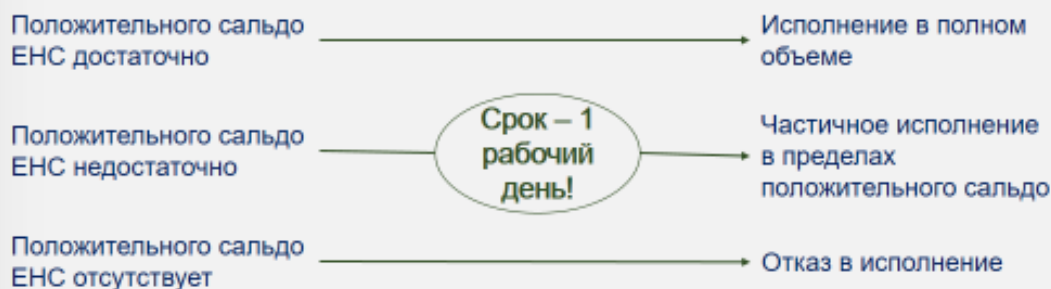 Положительного сальдо
ЕНС достаточно
Исполнение в полном
объеме
Положительного сальдо
ЕНС недостаточно
Срок – 1
рабочий
день!
Частичное исполнение
в пределах
положительного сальдо
Положительного сальдо
ЕНС отсутствует
Отказ в исполнение